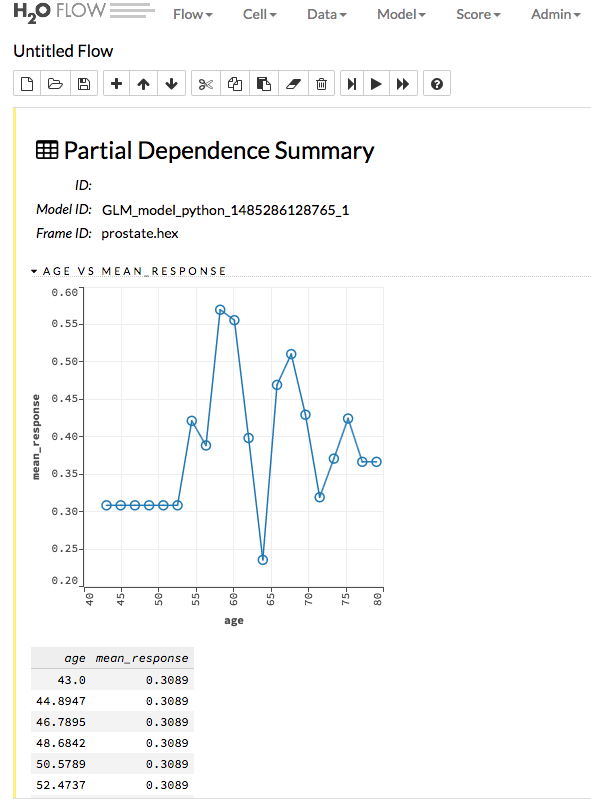 H2O FLOW Flow Cell Data Model Score Admin
Untitled Flow
Partial Dependence Summary
ID:
Model ID: GLM_model_python_1485286128765_1
Frame ID: prostate.hex
AGE VS MEAN_RESPONSE
0.60
0.55
0.50
0.45
0.40
0.35
0.30
0.25
0.20
mean_response
40 45 50 55 60 65 70 75 80
age
age mean_response
43.0 0.3089
44.8947 0.3089
46.7895 0.3089
48.6842 0.3089
50.5789 0.3089
52.4737 0.3089